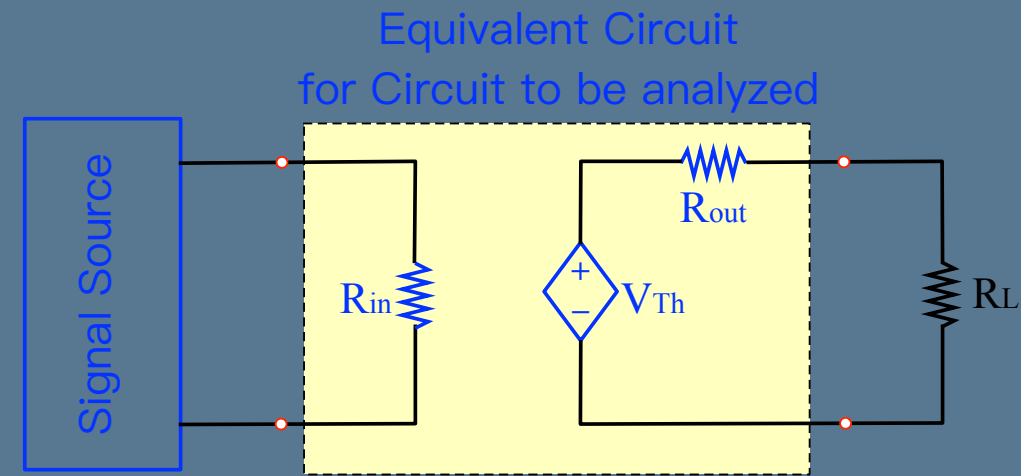 Equivalent Circuit
for Circuit to be analyzed
Signal Source
Rin
+
−
VTh
Rout
RL